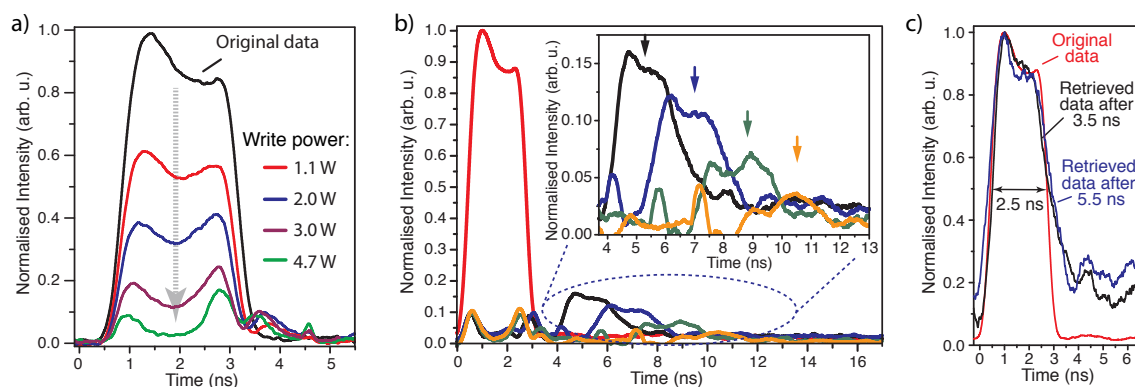 a)
Normalised Intensity (arb. u.)
1.0
0.8
0.6
0.4
0.2
0.0
Original data
Write power:
1.1 W
2.0 W
3.0 W
4.7 W
0 1 2 3 4 5
Time (ns)
b)
Normalised Intensity (arb. u.)
1.0
0.9
0.8
0.7
0.6
0.5
0.4
0.3
0.2
0.1
0.0
0 2 4 6 8 10 12 14 16
Time (ns)
Normalised Intensity (arb. u.)
0.15
0.10
0.05
0.00
4 5 6 7 8 9 10 11 12 13
Time (ns)
c)
Normalised Intensity (arb. u.)
1.0
0.8
0.6
0.4
0.2
0.0
Original
data
Retrieved
data after
3.5 ns
Retrieved
data after
5.5 ns
2.5 ns
0 1 2 3 4 5 6
Time (ns)